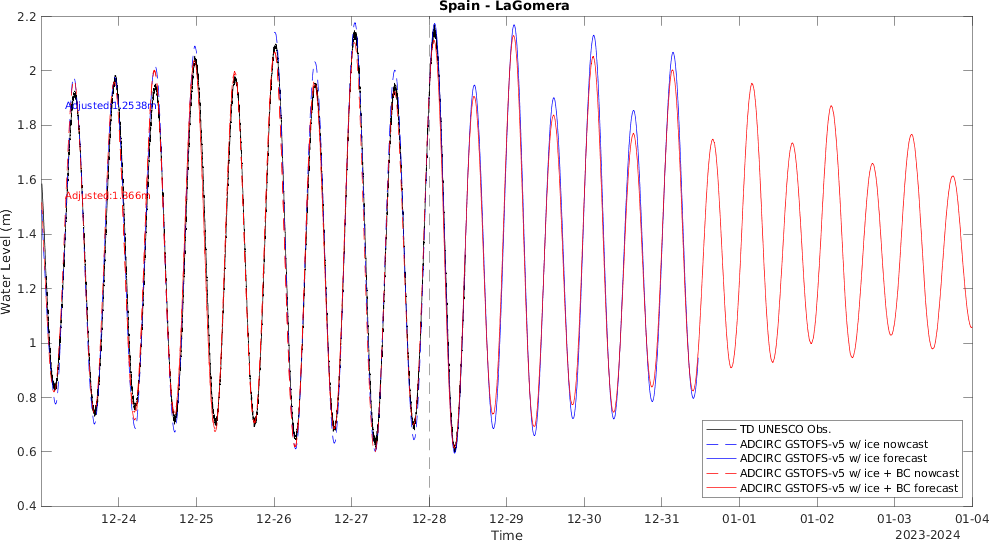 Spain - LaGomera
2.2
2
1.8
1.6
1.4
1.2
1
0.8
0.6
0.4
Water Level (m)
Adjusted:1.2538m
Adjusted:1.366m
TD UNESCO Obs.
ADCIRC GSTOFS-v5 w/ ice nowcast
ADCIRC GSTOFS-v5 w/ ice forecast
ADCIRC GSTOFS-v5 w/ ice + BC nowcast
ADCIRC GSTOFS-v5 w/ ice + BC forecast
12-24 12-25 12-26 12-27 12-28 12-29 12-30 12-31 01-01 01-02 01-03 01-04
Time
2023-2024